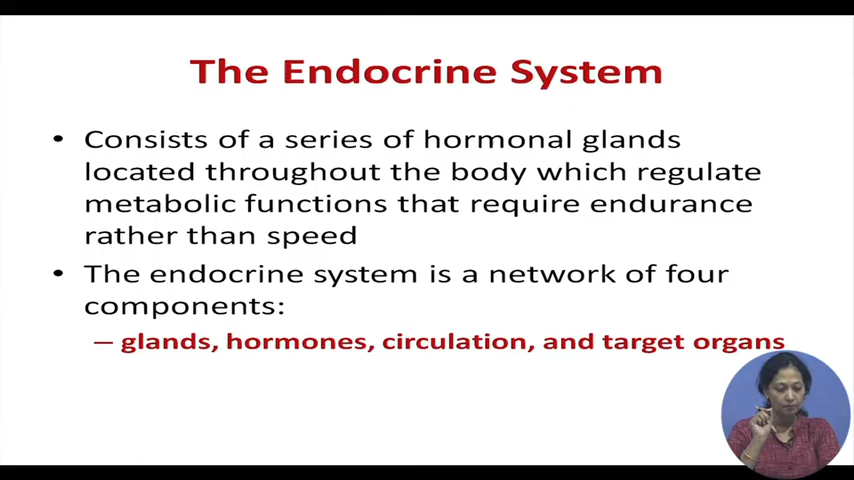 The Endocrine System
• Consists of a series of hormonal glands
located throughout the body which regulate
metabolic functions that require endurance
rather than speed
• The endocrine system is a network of four
components:
– glands, hormones, circulation, and target organs